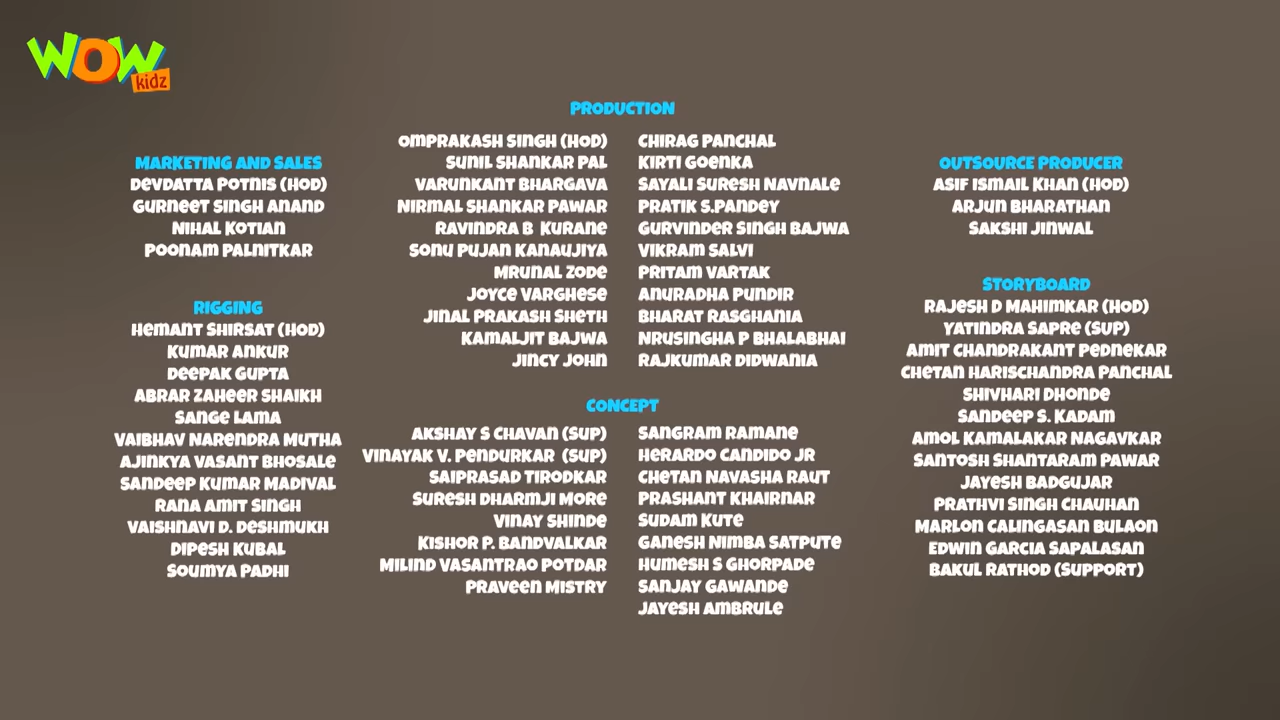 WOW
kidz
MARKETING AND SALES
DEVDATTA POTNIS (HOD)
GURNEET SINGH ANAND
NIHAL KOTIAN
POONAM PALNITKAR
RIGGING
HEMANT SHIRSAT (HOD)
KUMAR ANKUR
DEEPAK GUPTA
ABRAR ZAHEER SHAIKH
SANGE LAMA
VAIBHAV NARENDRA MUTHA
AJINKYA VASANT BHOSALE
SANDEEP KUMAR MADIVAL
RANA AMIT SINGH
VAISHNAVI D. DESHMUKH
DIPESH KUBAL
SOUMYA PADHI
PRODUCTION
OMPRAKASH SINGH (HOD)
SUNIL SHANKAR PAL
VARUNKANT BHARGAVA
NIRMAL SHANKAR PAWAR
RAVINDRA B KURANE
SONU PUJAN KANAUJIYA
MRUNAL ZODE
JOYCE VARGHESE
JINAL PRAKASH SHETH
KAMALJIT BAJWA
JINCY JOHN
CHIRAG PANCHAL
KIRTI GOENKA
SAYALI SURESH NAVNALE
PRATIK S.PANDEY
GURVINDER SINGH BAJWA
VIKRAM SALVI
PRITAM VARTAK
ANURADHA PUNDIR
BHARAT RASGHANIA
NRUSINGHA P BHALABHAI
RAJKUMAR DIDWANIA
CONCEPT
AKSHAY S CHAVAN (SUP)
VINAYAK V. PENDURKAR (SUP)
SAIPRASAD TIRODKAR
SURESH DHARMJI MORE
VINAY SHINDE
KISHOR P. BANDVALKAR
MILIND VASANTRAO POTDAR
PRAVEEN MISTRY
SANGRAM RAMANE
HERARDO CANDIDO JR
CHETAN NAVASHA RAUT
PRASHANT KHAIRNAR
SUDAM KUTE
GANESH NIMBA SATPUTE
HUMESH S GHORPADE
SANJAY GAWANDE
JAYESH AMBRULE
OUTSOURCE PRODUCER
ASIF ISMAIL KHAN (HOD)
ARJUN BHARATHAN
SAKSHI JINWAL
STORYBOARD
RAJESH D MAHIMKAR (HOD)
YATINDRA SAPRE (SUP)
AMIT CHANDRAKANT PEDNEKAR
CHETAN HARISCHANDRA PANCHAL
SHIVHARI DHONDE
SANDEEP S. KADAM
AMOL KAMALAKAR NAGAVKAR
SANTOSH SHANTARAM PAWAR
JAYESH BADGUJAR
PRATHVI SINGH CHAUHAN
MARLON CALINGASAN BULAON
EDWIN GARCIA SAPALASAN
BAKUL RATHOD (SUPPORT)